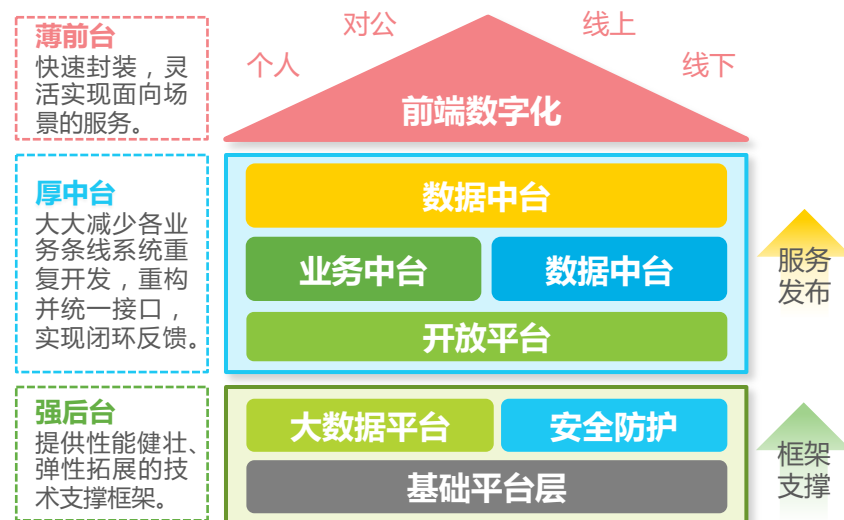 薄前台
快速封装，灵
活实现面向场
景的服务。
对公
线上
个人
线下
前端数字化
厚中台
大大减少各业
务条线系统重
复开发，重构
并统一接口，
实现闭环反馈。
数据中台
业务中台
数据中台
开放平台
服务
发布
强后台
提供性能健壮、
弹性拓展的技
术支撑框架。
大数据平台
安全防护
基础平台层
框架
支撑